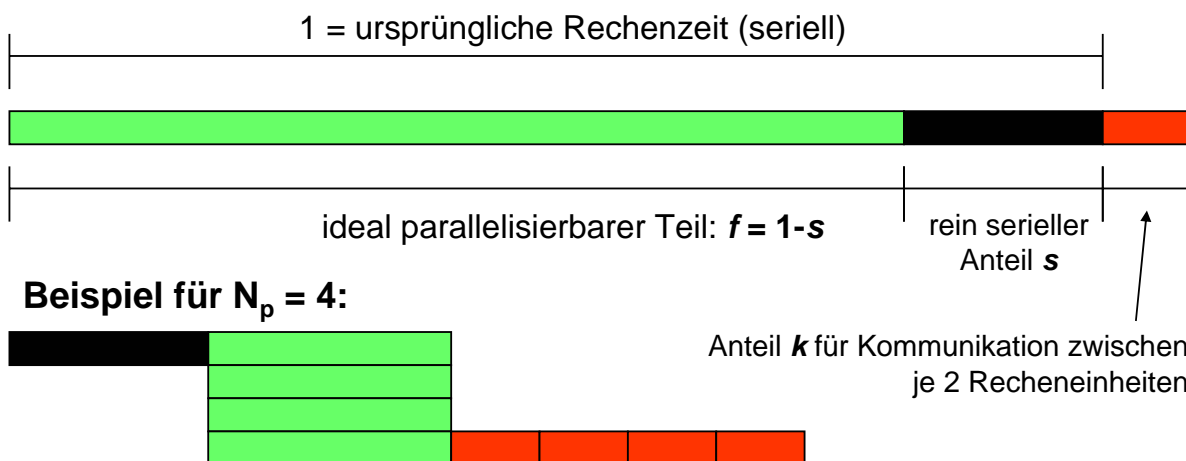 1 = ursprüngliche Rechenzeit (seriell)
ideal parallelisierbarer Teil: f = 1-s
rein serieller
Anteil s
Beispiel für Np = 4:
Anteil k für Kommunikation zwischen
je 2 Recheneinheiten